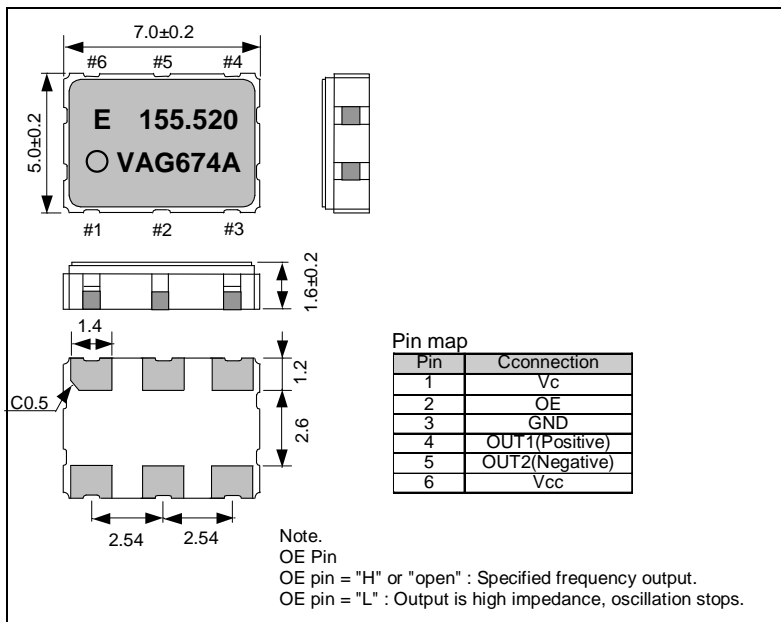 7.0±0.2
#6 #5 #4
5.0±0.2
E 155.520
VAG674A
#1 #2 #3
1.6±0.2
1.4
1.2
C0.5
2.6
2.54 2.54
Pin map
Pin Cconnection
1 Vc
2 OE
3 GND
4 OUT1(Positive)
5 OUT2(Negative)
6 Vcc
Note.
OE Pin
OE pin = "H" or "open" : Specified frequency output.
OE pin = "L" : Output is high impedance, oscillation stops.